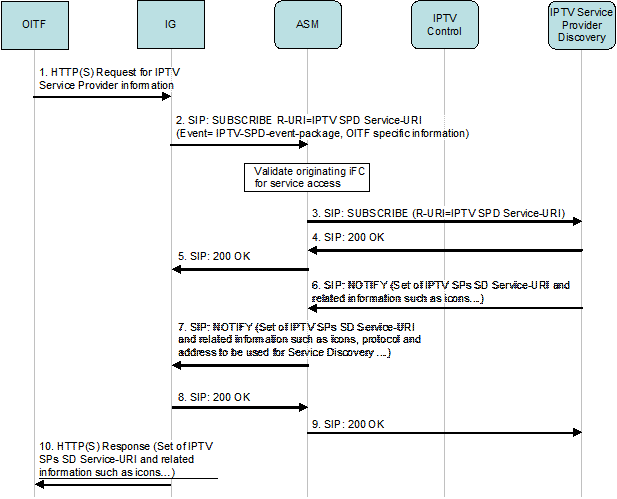 OITF
IG
ASM
IPTV
Control
IPTV Service
Provider
Discovery
1. HTTP(S) Request for IPTV
Service Provider information
2. SIP: SUBSCRIBE R-URI=IPTV SPD Service-URI
(Event= IPTV-SPD-event-package, OITF specific information)
Validate originating iFC
for service access
3. SIP: SUBSCRIBE (R-URI=IPTV SPD Service-URI)
4. SIP: 200 OK
5. SIP: 200 OK
6. SIP: NOTIFY (Set of IPTV SPs SD Service-URI and
related information such as icons...)
7. SIP: NOTIFY (Set of IPTV SPs SD Service-URI
and related information such as icons, protocol and
address to be used for Service Discovery ....)
8. SIP: 200 OK
9. SIP: 200 OK
10. HTTP(S) Response (Set of IPTV
SPs SD Service-URI and related
information such as icons...)